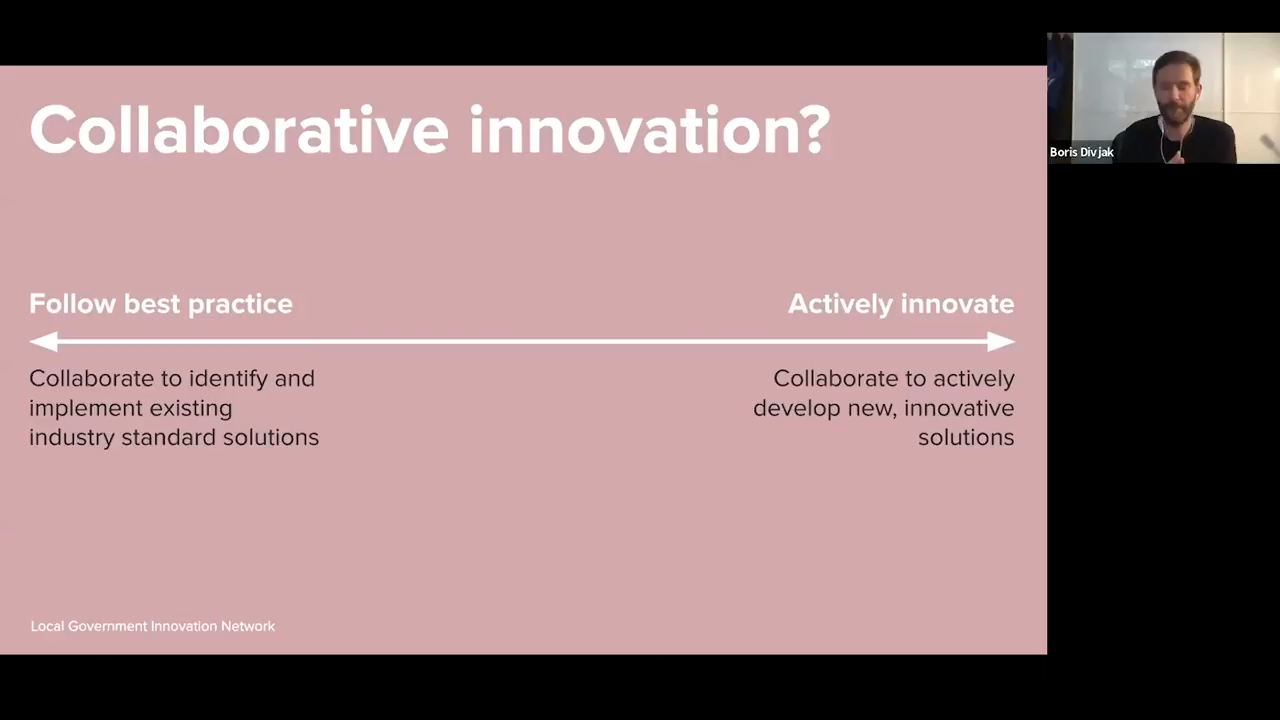 Collaborative innovation?
Boris Divjak
Follow best practice
Actively innovate
Collaborate to identify and
implement existing
industry standard solutions
Collaborate to actively
develop new, innovative
solutions
Local Government Innovation Network